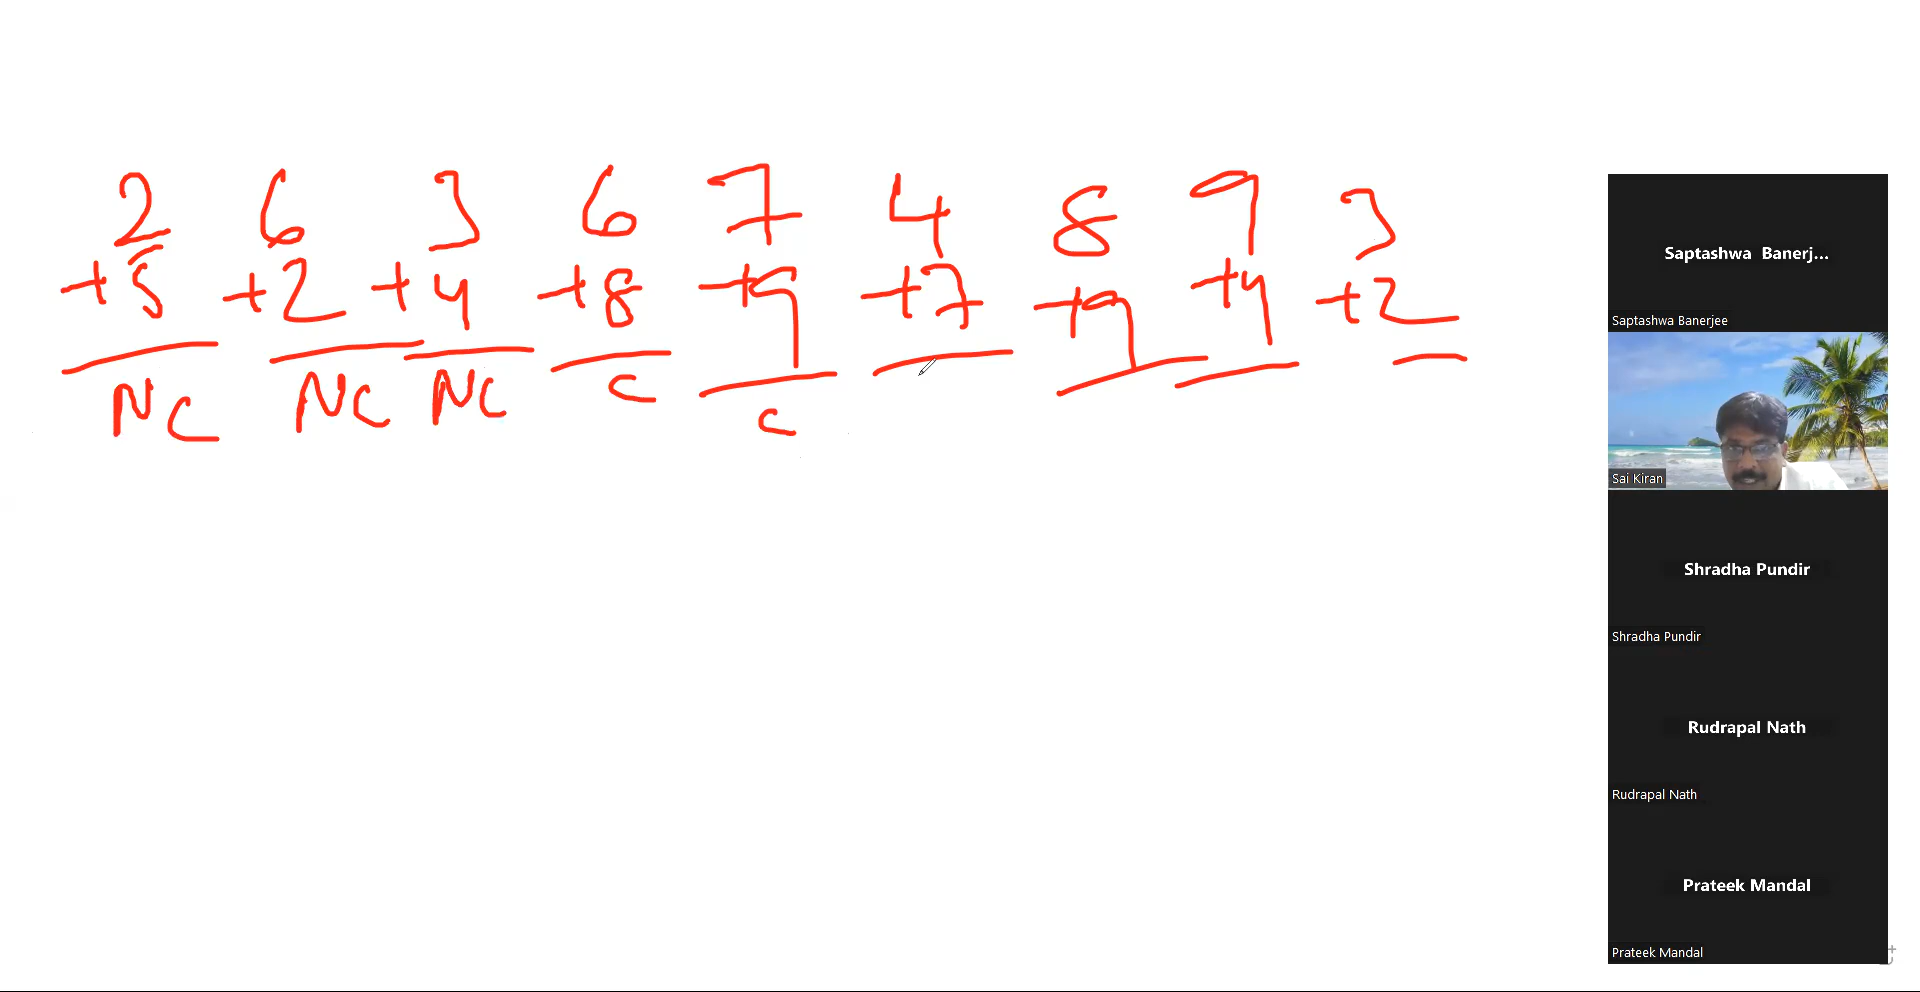 2 6 3 6 7 4 8 9 3
+5 +2 +4 +8 +9 +7 +9 +4 +2
NC NC NC C C
Saptashwa Banerj...
Saptashwa Banerjee
Sai Kiran
Shradha Pundir
Shradha Pundir
Rudrapal Nath
Rudrapal Nath
Prateek Mandal
Prateek Mandal